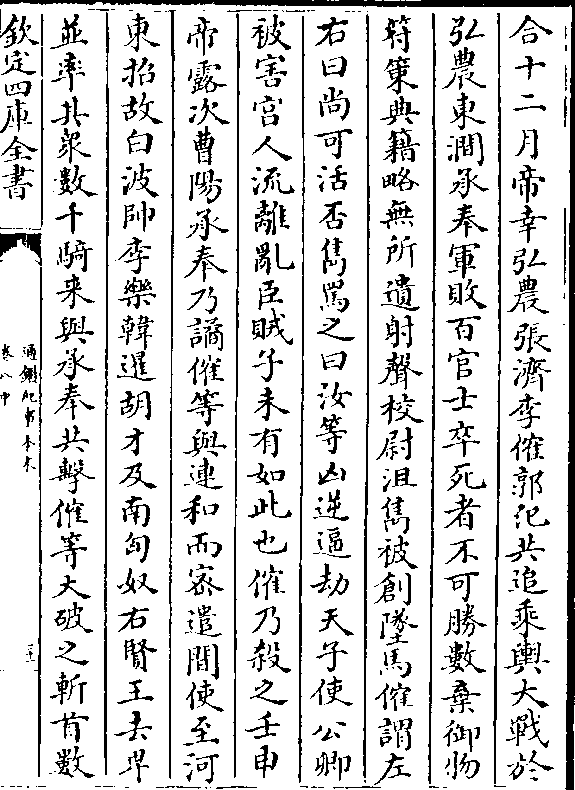 合十二月帝幸弘農張濟李傕郭汜共追乘輿大戰於
弘農東澗承奉軍敗百官士卒死者不可勝數棄御物
符策典籍略無所遺射聲校尉沮雋被創墜馬傕謂左
右曰尚可活否雋罵之曰汝等凶逆逼劫天子使公卿
被害宮人流離亂臣賊子未有如此也傕乃殺之壬申
帝露次曹陽承奉乃譎傕等與連和而密遣間使至河
東招故白波帥李樂韓暹胡才及南匈奴右賢王去卑
並率其衆數千騎来與承奉共擊傕等大破之斬首數
欽定四庫全書
通鑑紀事本末
卷八中